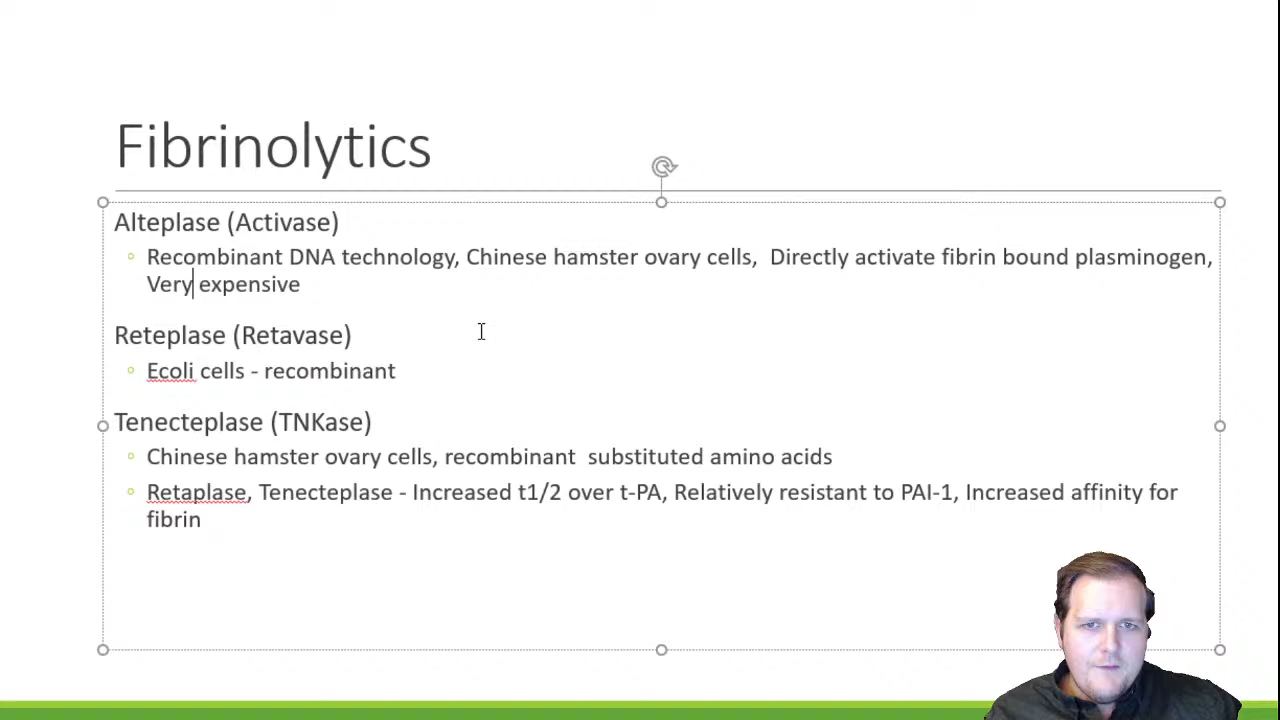 Fibrinolytics
Alteplase (Activase)
Recombinant DNA technology, Chinese hamster ovary cells,  Directly activate fibrin bound plasminogen,
Very expensive
Reteplase (Retavase)
Ecoli cells - recombinant
Tenecteplase (TNKase)
Chinese hamster ovary cells, recombinant  substituted amino acids
Retaplase, Tenecteplase - Increased t1/2 over t-PA, Relatively resistant to PAI-1, Increased affinity for
fibrin